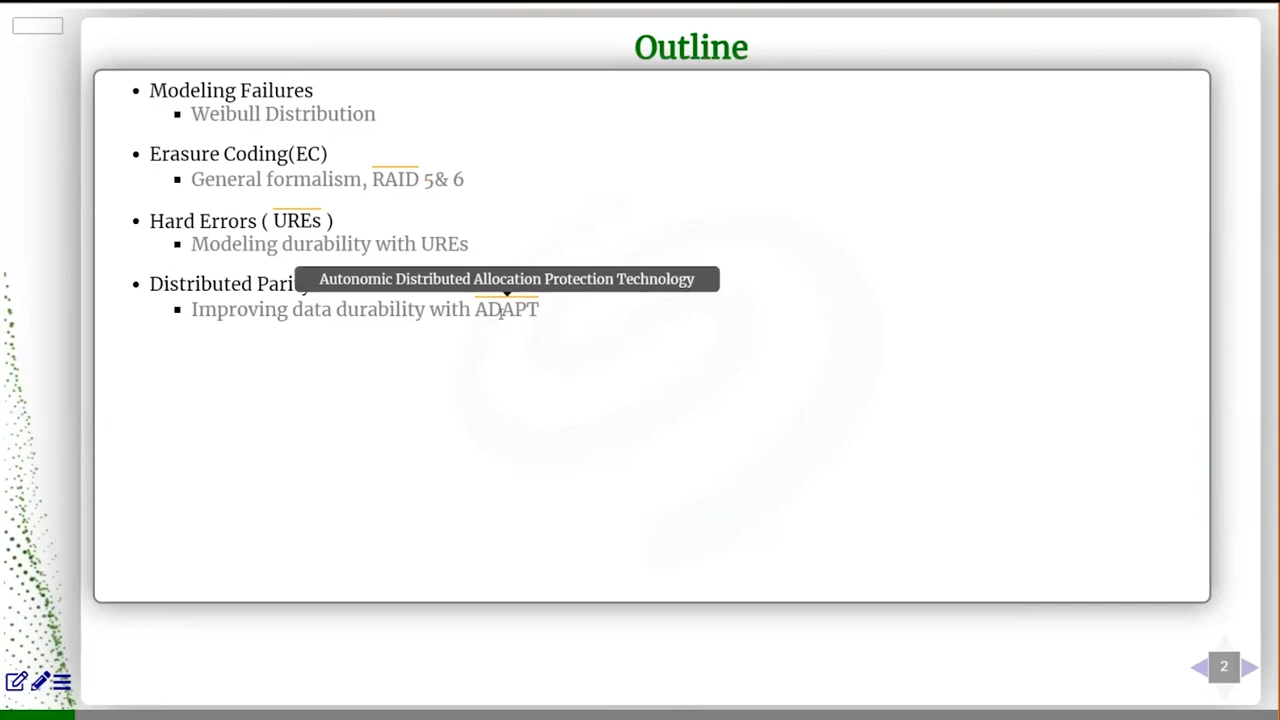 Outline
Modeling Failures
Weibull Distribution
Erasure Coding(EC)
General formalism, RAID 5& 6
Hard Errors ( UREs )
Modeling durability with UREs
Distributed
Autonomic Distributed Allocation Protection Technology
Improving data durability with ADAPT
2